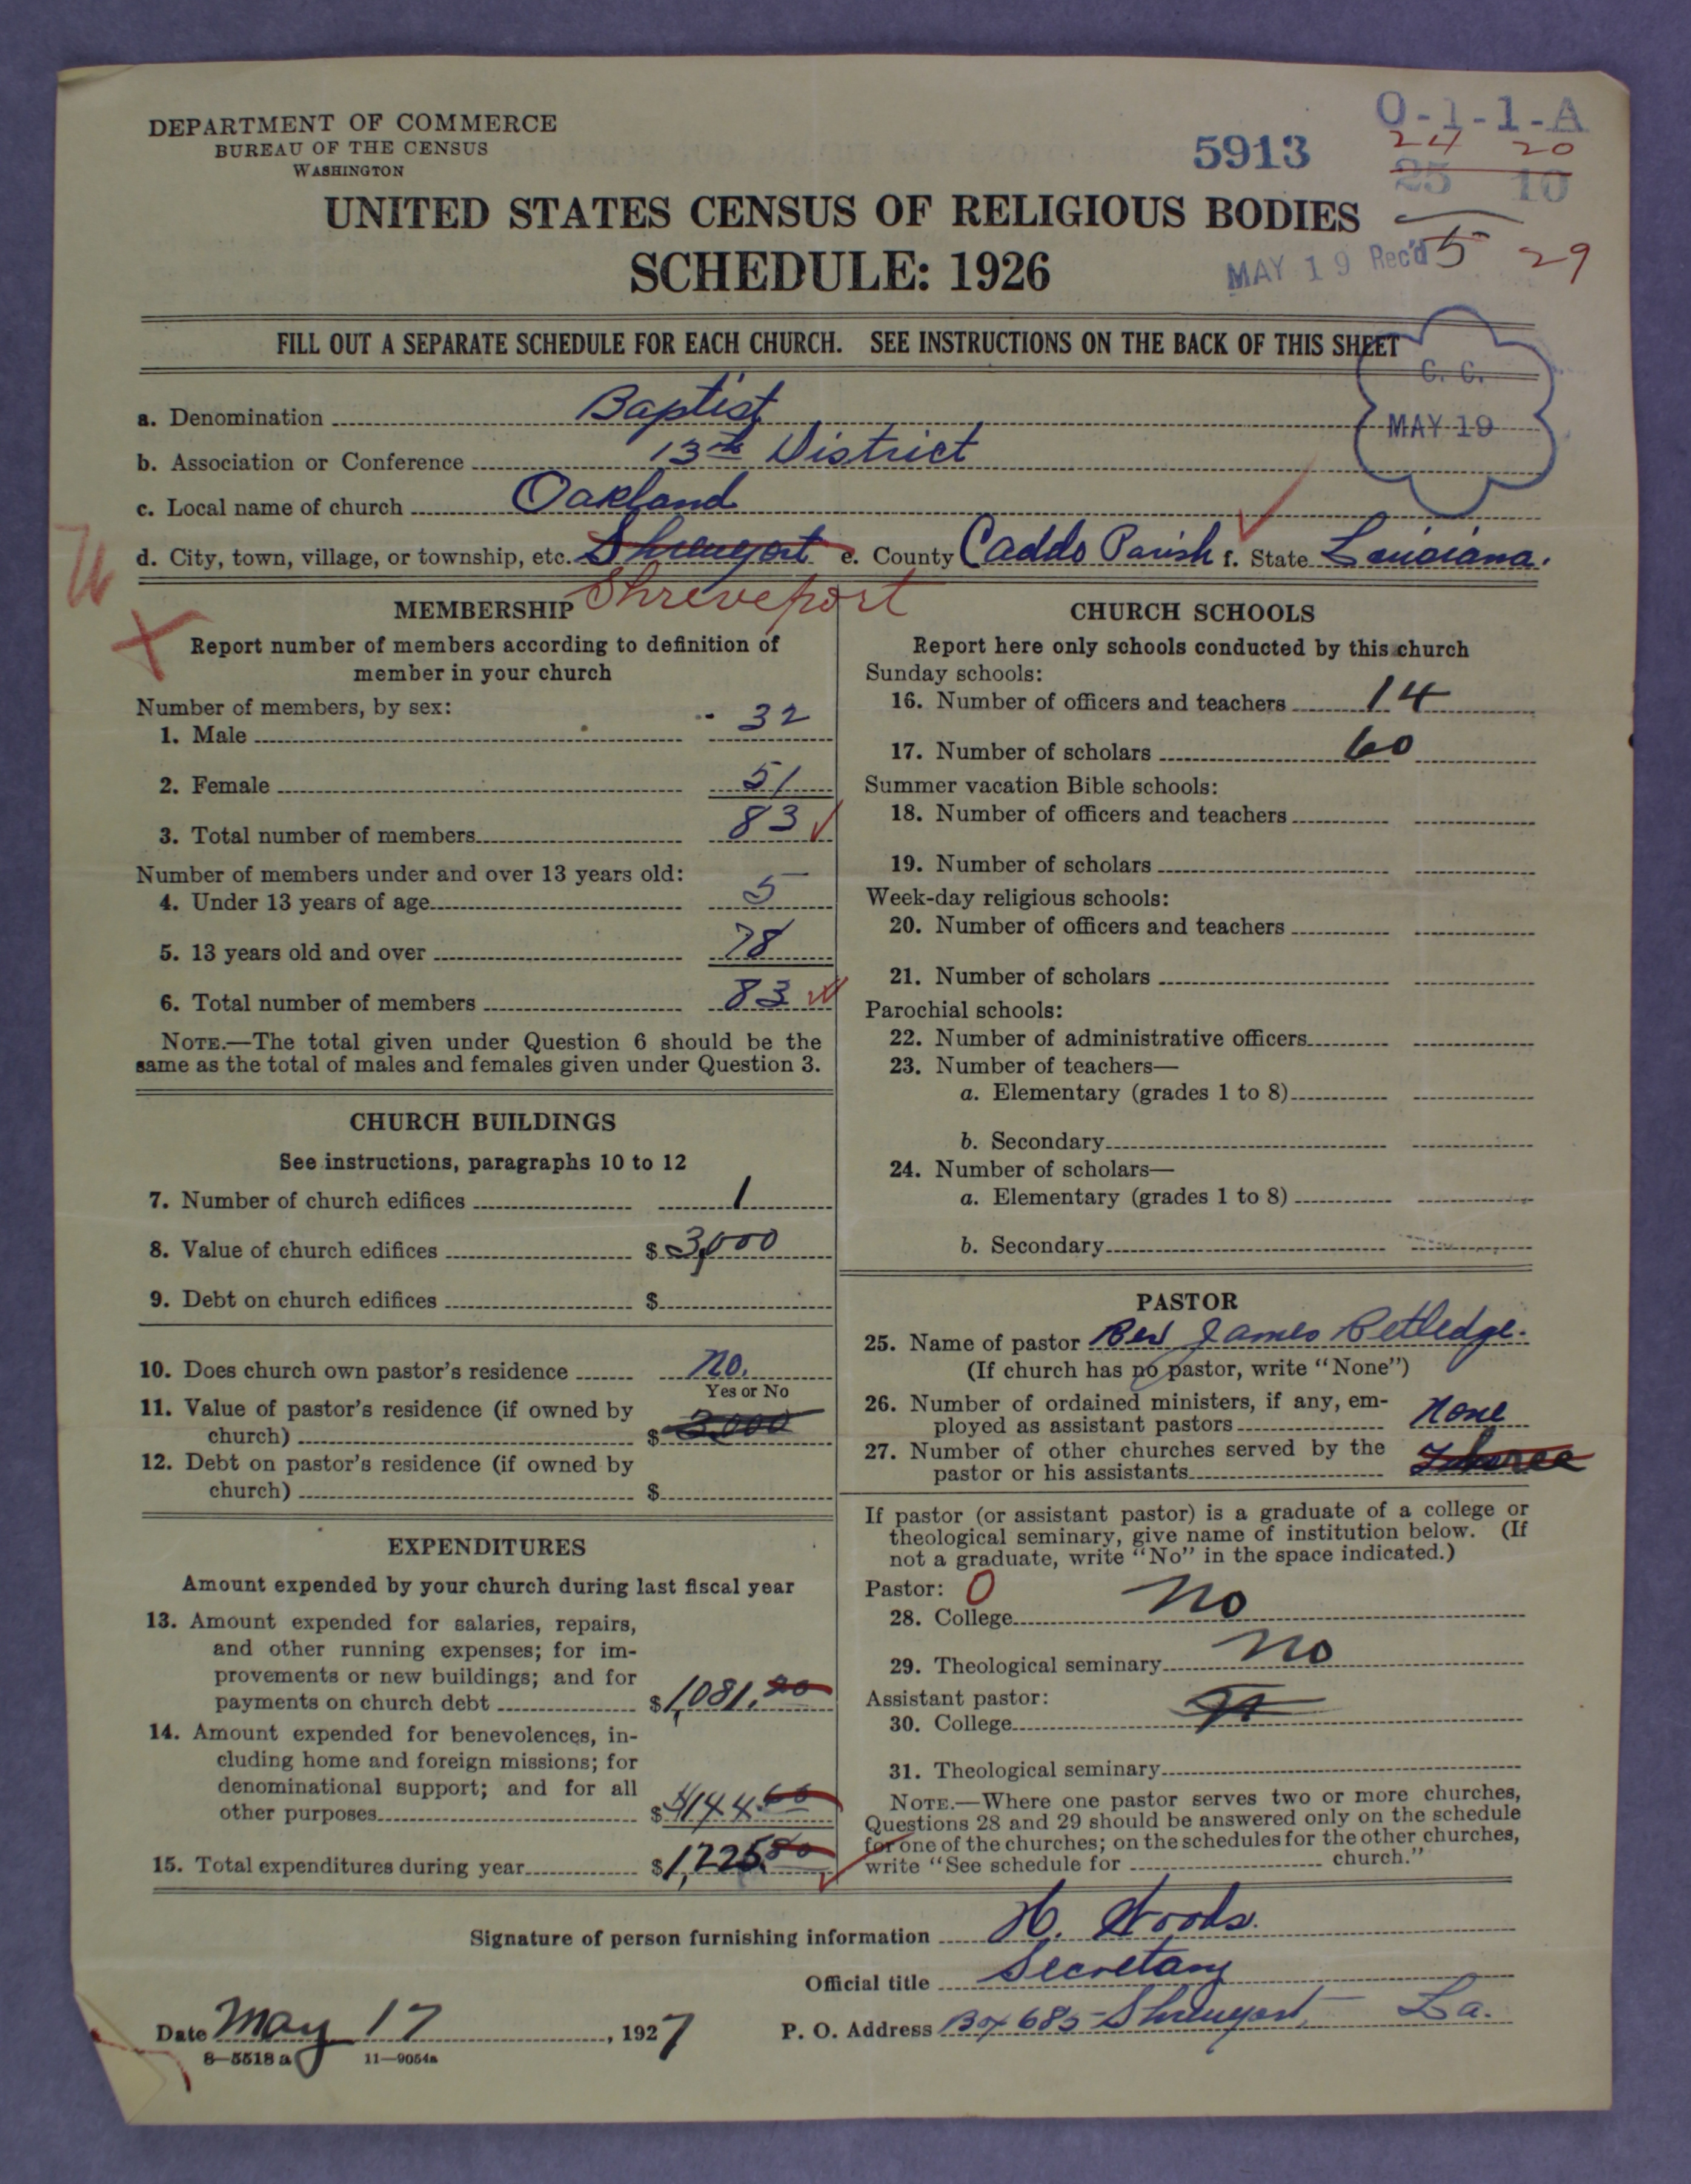 DEPARTMENT OF COMMERCE
BUREAU OF THE CENSUS
WASHINGTON
5913
O-1-1-A
24 20
25 10
UNITED STATES CENSUS OF RELIGIOUS BODIES
SCHEDULE: 1926
MAY 19 Rec'd 5 29
FILL OUT A SEPARATE SCHEDULE FOR EACH CHURCH. SEE INSTRUCTIONS ON THE BACK OF THIS SHEET
C. C.
MAY 19
a. Denomination Baptist
b. Association or Conference 13th District
c. Local name of church Oakland
d. City, town, village, or township, etc. Shreveport e. County Caddo Parish f. State Louisiana.
Shreveport
MEMBERSHIP
Report number of members according to definition of
member in your church
Number of members, by sex:
1. Male 32
2. Female 51
3. Total number of members 83
Number of members under and over 13 years old:
4. Under 13 years of age 5
5. 13 years old and over 78
6. Total number of members 83
NOTE.—The total given under Question 6 should be the
same as the total of males and females given under Question 3.
CHURCH BUILDINGS
See instructions, paragraphs 10 to 12
7. Number of church edifices 1
8. Value of church edifices $ 3,000
9. Debt on church edifices $
10. Does church own pastor's residence no.
Yes or No
11. Value of pastor's residence (if owned by
church) $ 3,000
12. Debt on pastor's residence (if owned by
church) $
EXPENDITURES
Amount expended by your church during last fiscal year
13. Amount expended for salaries, repairs,
and other running expenses; for im-
provements or new buildings; and for
payments on church debt $1,081.20
14. Amount expended for benevolences, in-
cluding home and foreign missions; for
denominational support; and for all
other purposes $144.60
15. Total expenditures during year $1,225.80
CHURCH SCHOOLS
Report here only schools conducted by this church
Sunday schools:
16. Number of officers and teachers 14
17. Number of scholars 60
Summer vacation Bible schools:
18. Number of officers and teachers
19. Number of scholars
Week-day religious schools:
20. Number of officers and teachers
21. Number of scholars
Parochial schools:
22. Number of administrative officers
23. Number of teachers—
a. Elementary (grades 1 to 8)
b. Secondary
24. Number of scholars—
a. Elementary (grades 1 to 8)
b. Secondary
PASTOR
25. Name of pastor Rev James Retledge.
(If church has no pastor, write "None")
26. Number of ordained ministers, if any, em-
ployed as assistant pastors None
27. Number of other churches served by the
pastor or his assistants
If pastor (or assistant pastor) is a graduate of a college or
theological seminary, give name of institution below. (If
not a graduate, write "No" in the space indicated.)
Pastor: 0
28. College no
29. Theological seminary no
Assistant pastor:
30. College
31. Theological seminary
NOTE.—Where one pastor serves two or more churches,
Questions 28 and 29 should be answered only on the schedule
for one of the churches; on the schedules for the other churches,
write "See schedule for church."
Signature of person furnishing information H. Woods.
Official title Secretary
Date May 17, 1927 P. O. Address Box 685 Shreveport, La.
8—5518 a 11—9054a